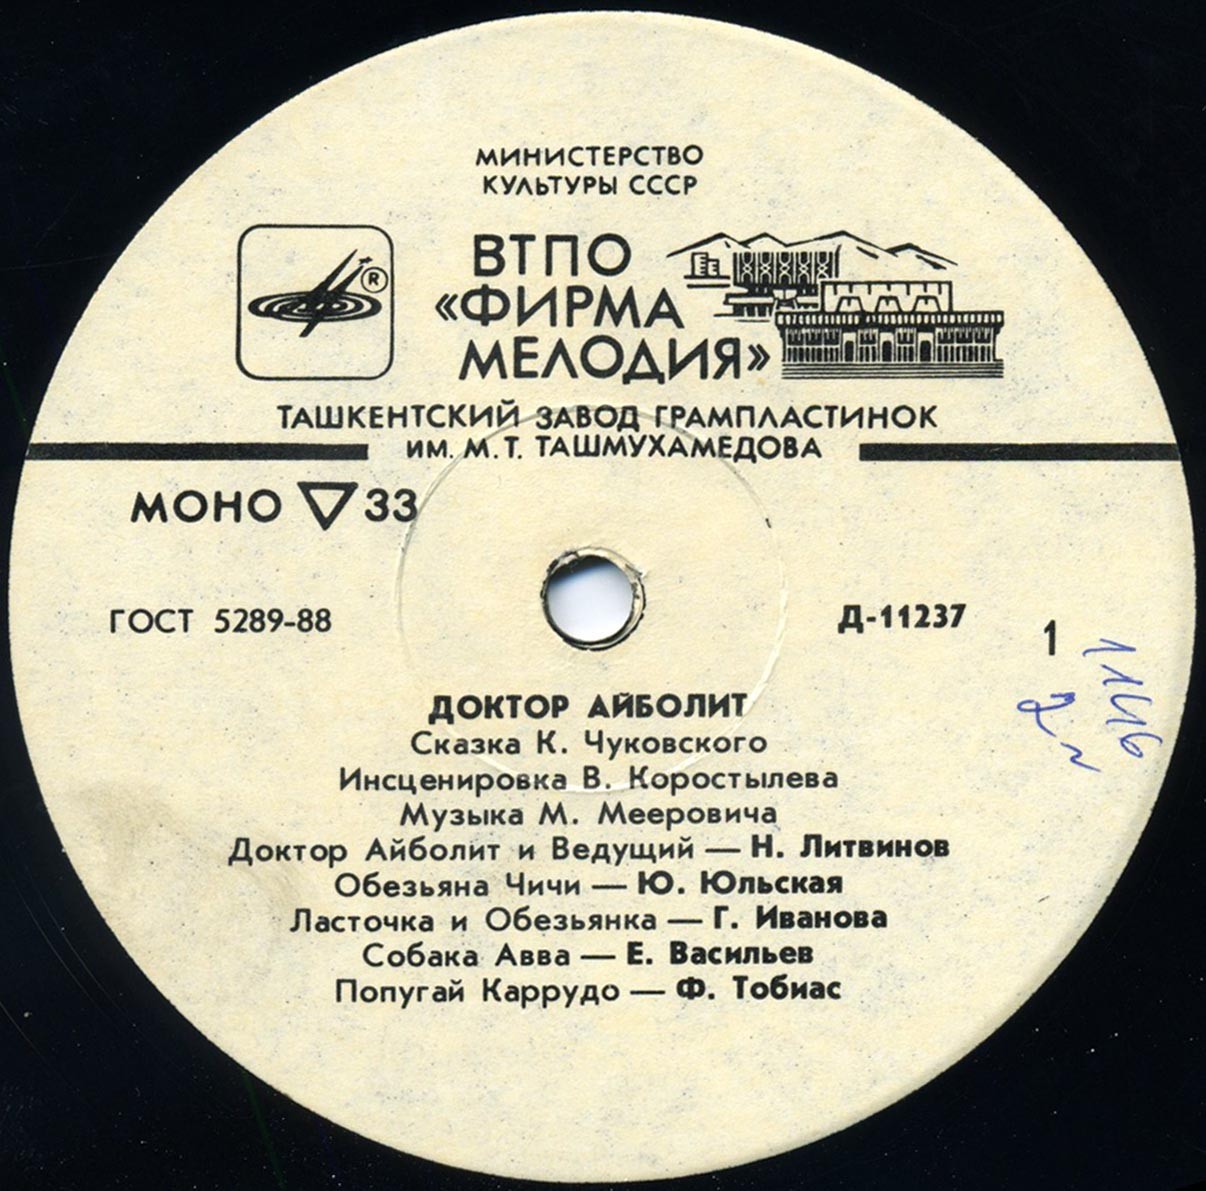 МИНИСТЕРСТВО
КУЛЬТУРЫ СССР
ВТПО
«ФИРМА
МЕЛОДИЯ»
®
ТАШКЕНТСКИЙ ЗАВОД ГРАМПЛАСТИНОК
ИМ. М. Т. ТАШМУХАМЕДОВА
МОНО 33
ГОСТ 5289-88
Д-11237
1
ДОКТОР АЙБОЛИТ
Сказка К. Чуковского
Инсценировка В. Коростылева
Музыка М. Мееровича
Доктор Айболит и Ведущий — Н. Литвинов
Обезьяна Чичи — Ю. Юльская
Ласточка и Обезьянка — Г. Иванова
Собака Авва — Е. Васильев
Попугай Каррудо — Ф. Тобиас